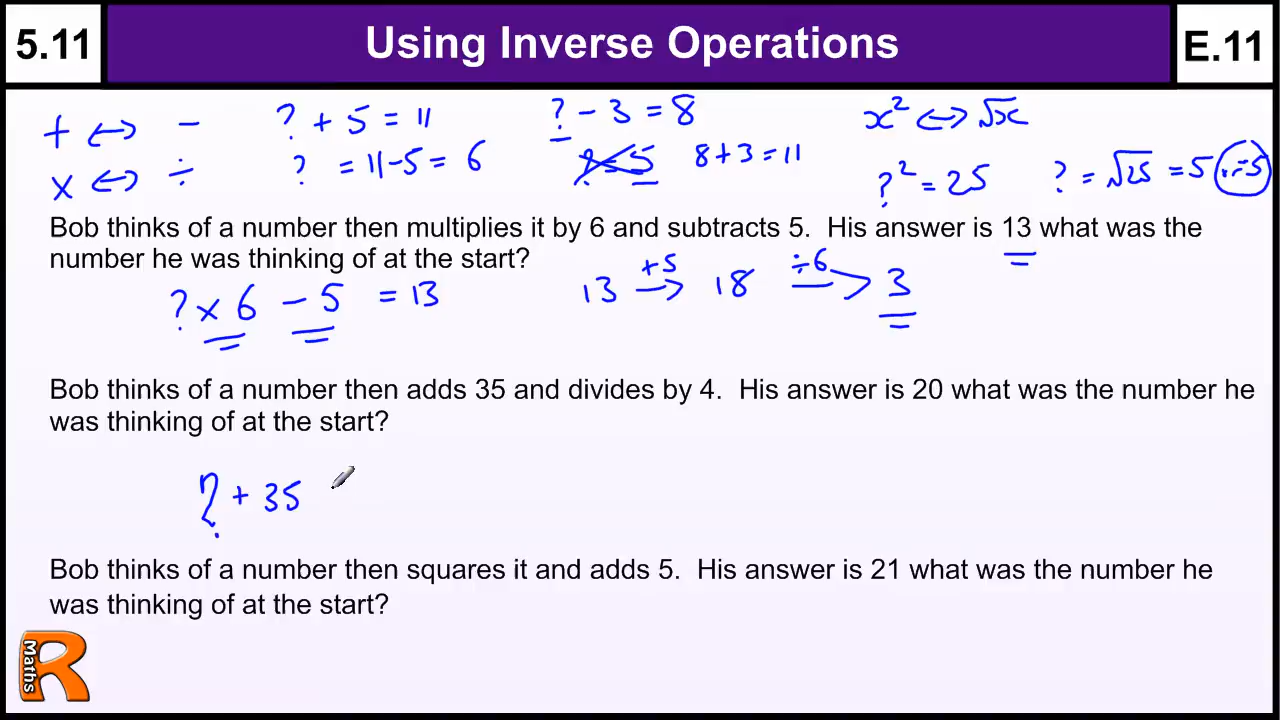 5.11 Using Inverse Operations E.11
+ ↔ − ? + 5 = 11 ? − 3 = 8 x² ↔ √x
x ↔ ÷ ? = 11 − 5 = 6 ? = 5 8 + 3 = 11 ?² = 25 ? = √25 = 5
Bob thinks of a number then multiplies it by 6 and subtracts 5. His answer is 13 what was the
number he was thinking of at the start?
? x 6 − 5 = 13 13 +5 → 18 ÷6 → 3
Bob thinks of a number then adds 35 and divides by 4. His answer is 20 what was the number he
was thinking of at the start?
? + 35
Bob thinks of a number then squares it and adds 5. His answer is 21 what was the number he
was thinking of at the start?
R Maths